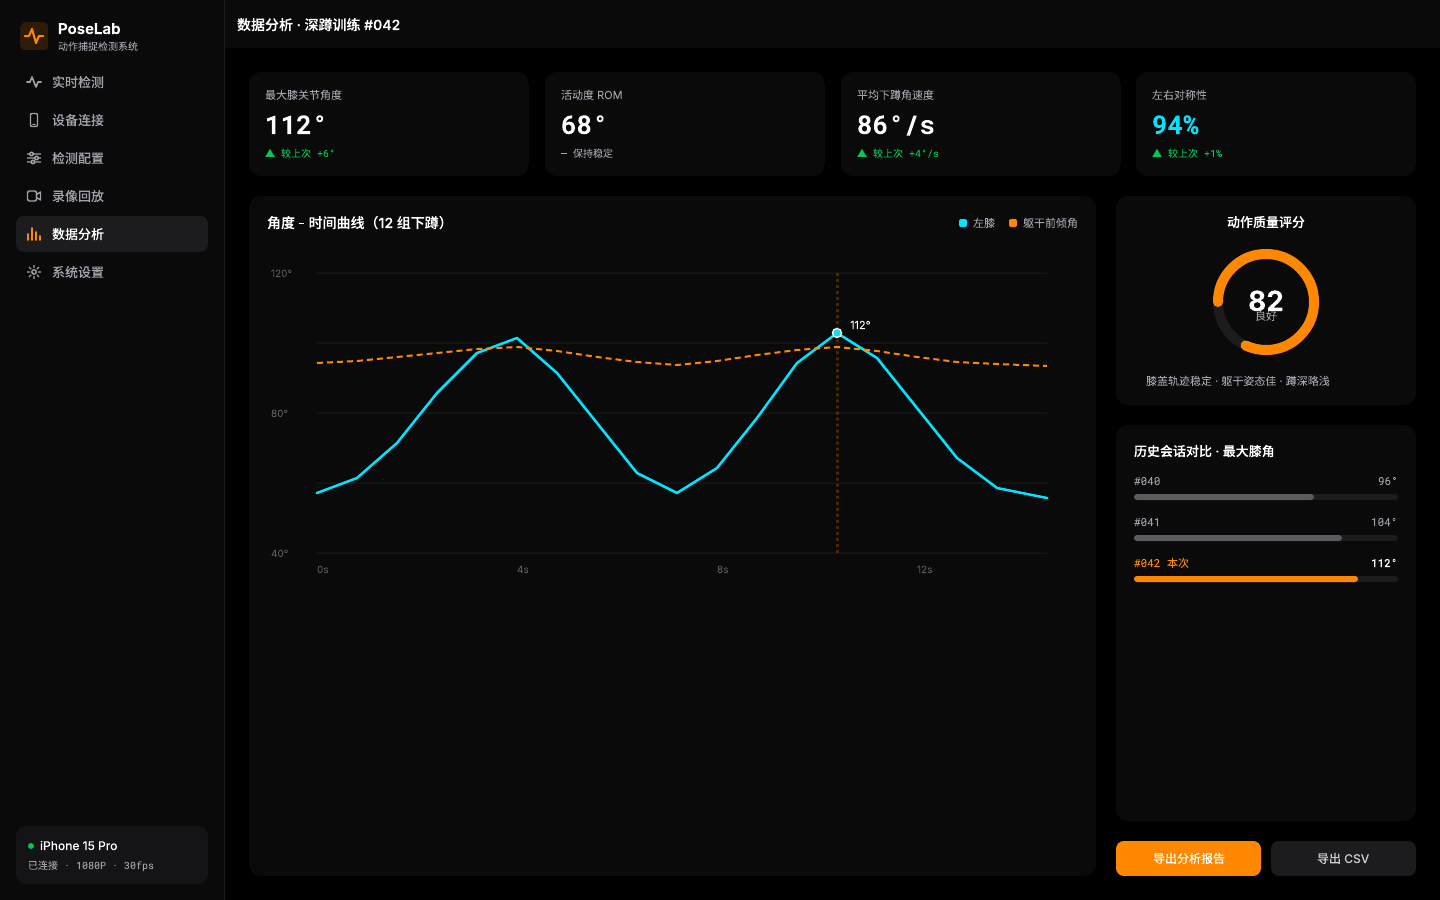 PoseLab
动作捕捉检测系统
实时检测
设备连接
检测配置
录像回放
数据分析
系统设置
iPhone 15 Pro
已连接 · 1080P · 30fps
数据分析 · 深蹲训练 #042
最大膝关节角度
112°
▲ 较上次 +6°
活动度 ROM
68°
— 保持稳定
平均下蹲角速度
86°/s
▲ 较上次 +4°/s
左右对称性
94%
▲ 较上次 +1%
角度 – 时间曲线（12 组下蹲）
左膝
躯干前倾角
120°
80°
40°
0s
4s
8s
12s
112°
动作质量评分
82
良好
膝盖轨迹稳定 · 躯干姿态佳 · 蹲深略浅
历史会话对比 · 最大膝角
#040 96°
#041 104°
#042 本次 112°
导出分析报告
导出 CSV